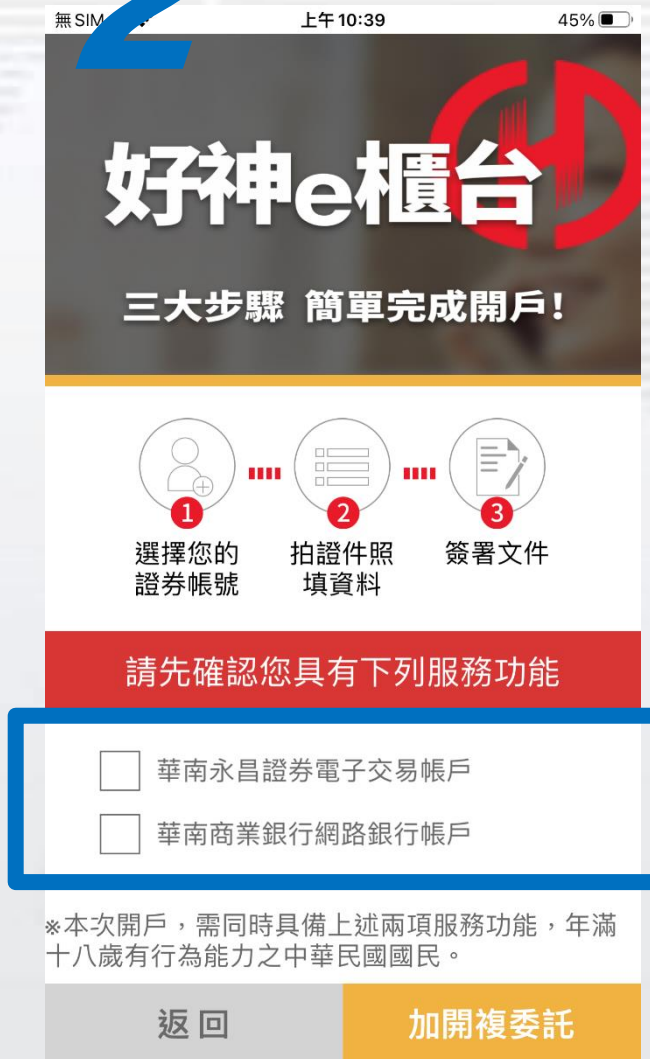 2
無SIM
上午10:39
45%
好神e櫃台
三大步驟 簡單完成開戶!
1
2
3
選擇您的
證券帳號
拍證件照
填資料
簽署文件
請先確認您具有下列服務功能
華南永昌證券電子交易帳戶
華南商業銀行網路銀行帳戶
※本次開戶,需同時具備上述兩項服務功能,年滿
十八歲有行為能力之中華民國國民。
返回
加開複委託